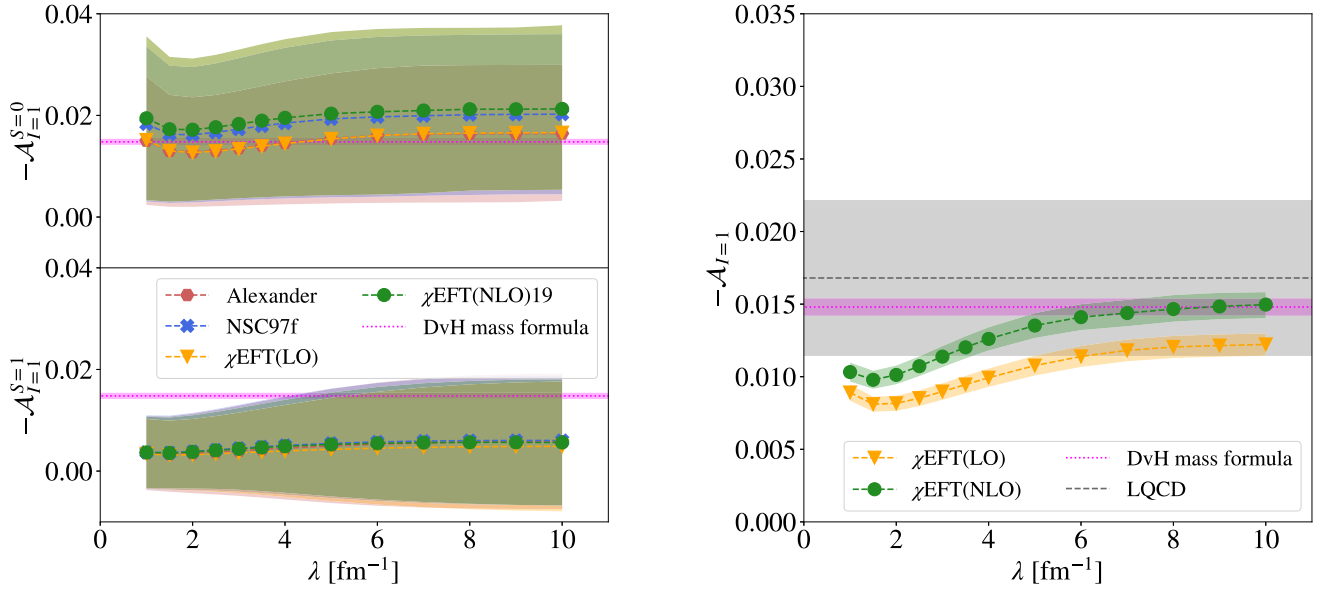 0.04
0.02
0.00
−𝒜_{I=1}^{S=0}
0.04
0.02
0.00
−𝒜_{I=1}^{S=1}
Alexander
NSC97f
χEFT(LO)
χEFT(NLO)19
DvH mass formula
0 2 4 6 8 10
λ [fm⁻¹]
0.035
0.030
0.025
0.020
0.015
0.010
0.005
0.000
−𝒜_{I=1}
χEFT(LO)
χEFT(NLO)
DvH mass formula
LQCD
0 2 4 6 8 10
λ [fm⁻¹]